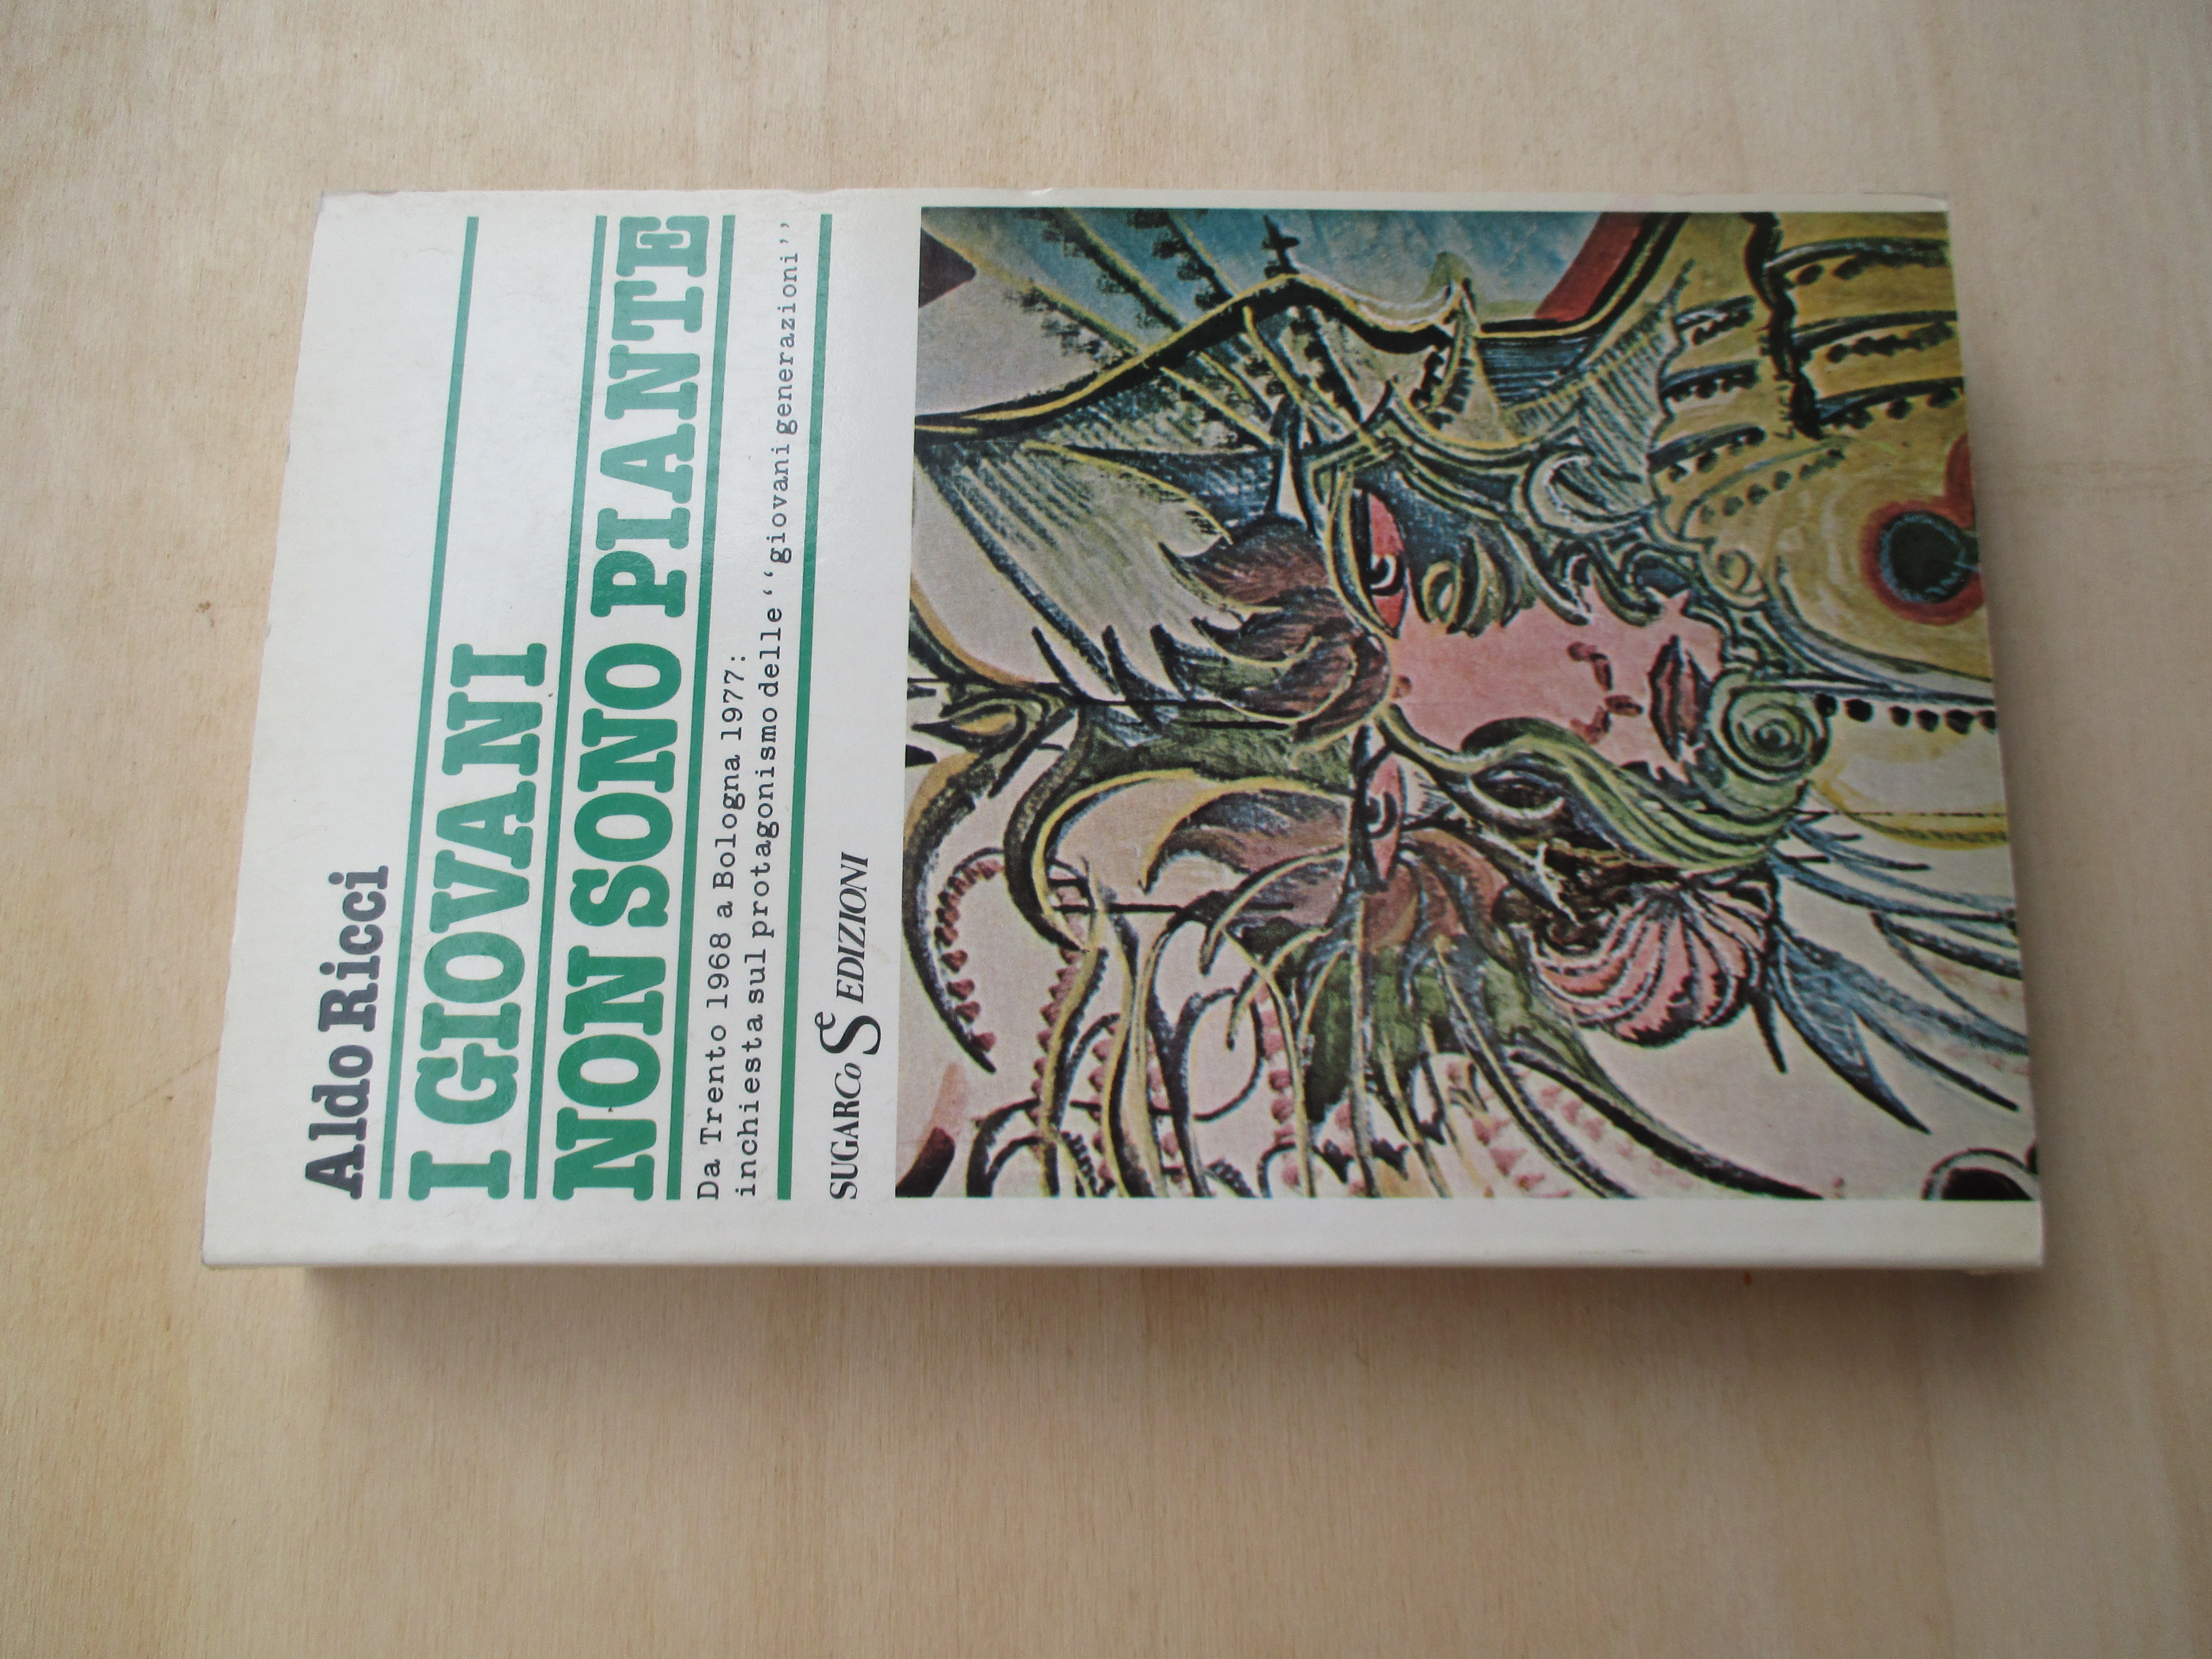 Aldo Ricci
I GIOVANI
NON SONO PIANTE
Da Trento 1968 a Bologna 1977:
inchiesta sul protagonismo delle ‘‘giovani generazioni’’
SUGARCo Se EDIZIONI